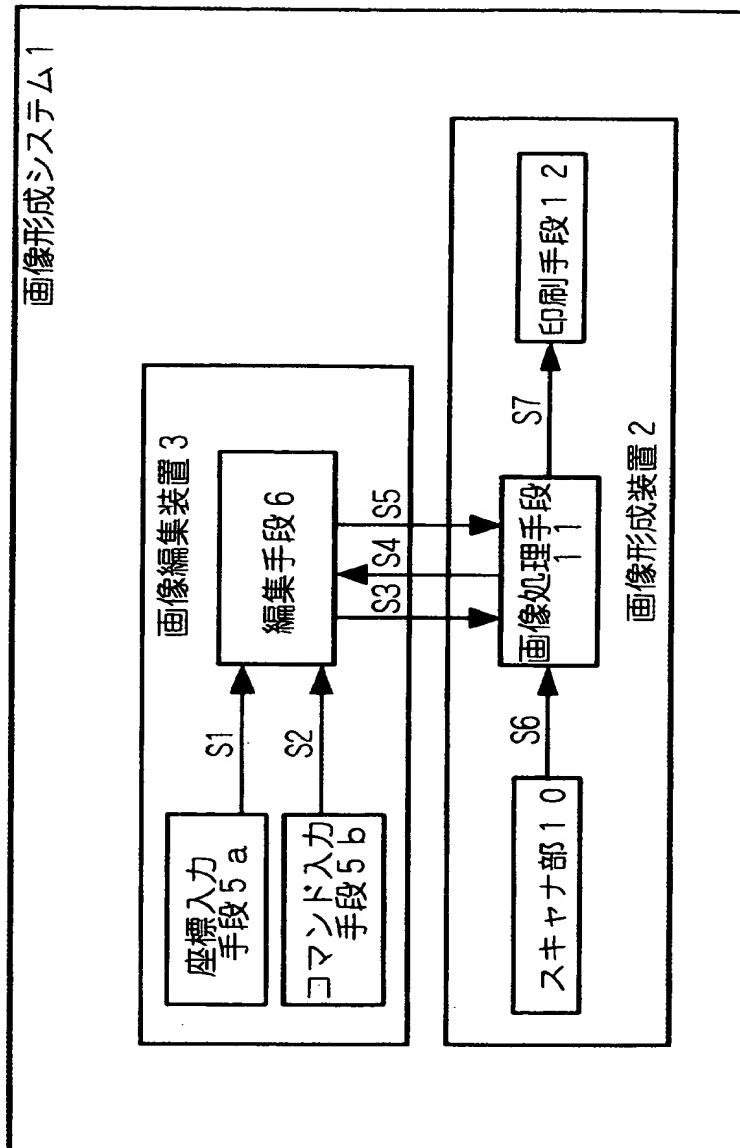 画像形成システム1
画像編集装置3
座標入力
手段5a
コマンド入力
手段5b
S1
S2
編集手段6
S3
S4
S5
スキャナ部10
S6
画像処理手段
11
S7
印刷手段12
画像形成装置2